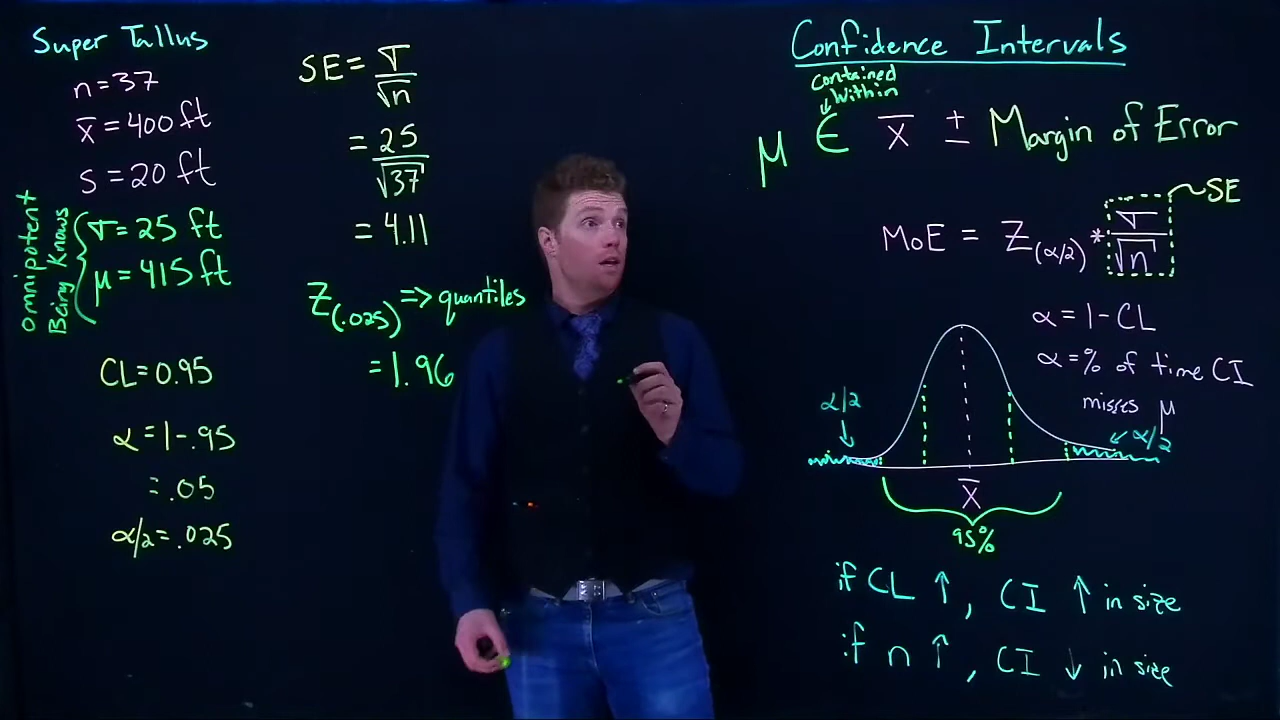 Super Tallus
n = 37
x̄ = 400 ft
s = 20 ft
σ = 25 ft
μ = 415 ft
Omnipotent
Being Knows
CL = 0.95
α = 1 - .95
= .05
α/2 = .025
SE = σ/√n
= 25/√37
= 4.11
Z(.025) => quantiles
= 1.96
Confidence Intervals
Contained
Within
μ ∈ x̄ ± Margin of Error
MoE = Z(α/2) * σ/√n
SE
α = 1 - CL
α = % of time CI
misses μ
α/2
α/2
x̄
95%
if CL ↑, CI ↑ in size
if n ↑, CI ↓ in size